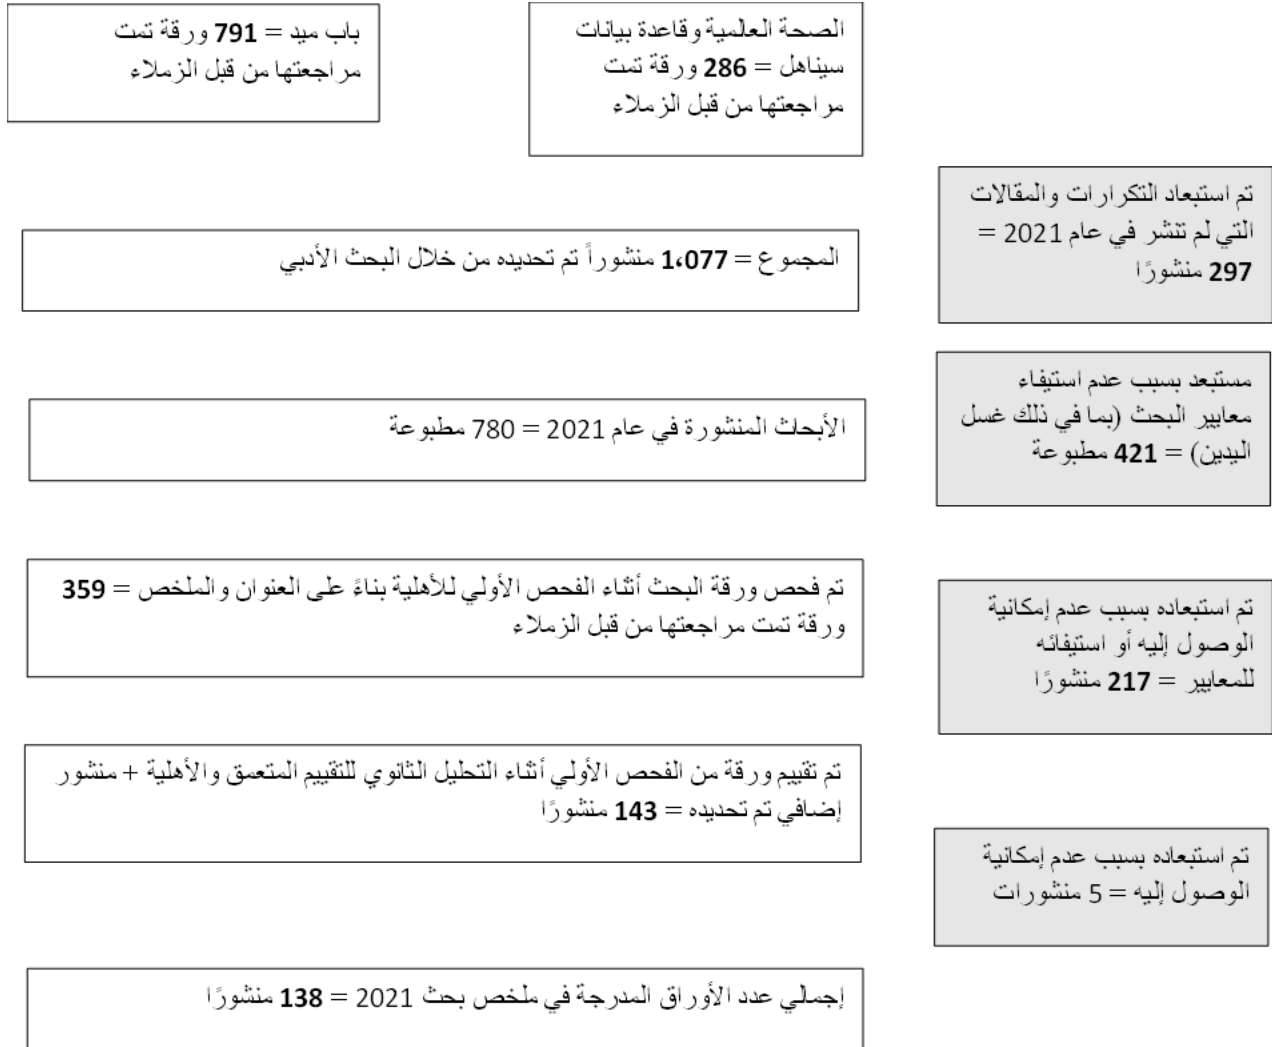 باب ميد = 791 ورقة تمت
مراجعتها من قبل الزملاء
الصحة العالمية وقاعدة بيانات
سيناهل = 286 ورقة تمت
مراجعتها من قبل الزملاء
تم استبعاد التكرارات والمقالات
التي لم تنشر في عام 2021 =
297 منشورًا
المجموع = 1،077 منشوراً تم تحديده من خلال البحث الأدبي
مستبعد بسبب عدم استيفاء
معايير البحث (بما في ذلك غسل
اليدين) = 421 مطبوعة
الأبحاث المنشورة في عام 2021 = 780 مطبوعة
تم فحص ورقة البحث أثناء الفحص الأولي للأهلية بناءً على العنوان والملخص = 359
ورقة تمت مراجعتها من قبل الزملاء
تم استبعاده بسبب عدم إمكانية
الوصول إليه أو استيفائه
للمعايير = 217 منشورًا
تم تقييم ورقة من الفحص الأولي أثناء التحليل الثانوي للتقييم المتعمق والأهلية + منشور
إضافي تم تحديده = 143 منشورًا
تم استبعاده بسبب عدم إمكانية
الوصول إليه = 5 منشورات
إجمالي عدد الأوراق المدرجة في ملخص بحث 2021 = 138 منشورًا